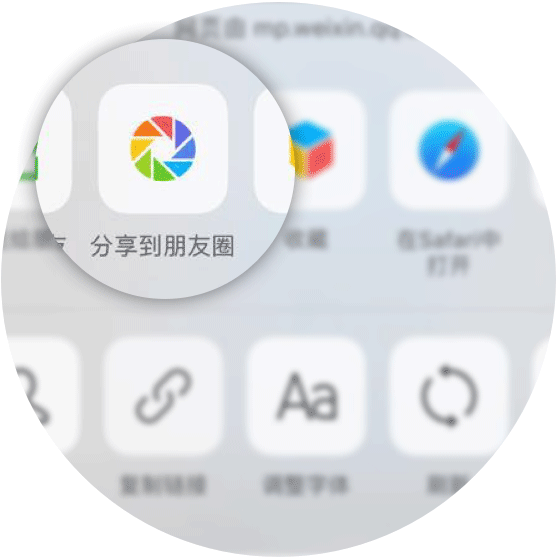 网页由 mp.weixin.qq
分享到朋友圈
收藏
在Safari中
打开
复制链接
调整字体
刷新